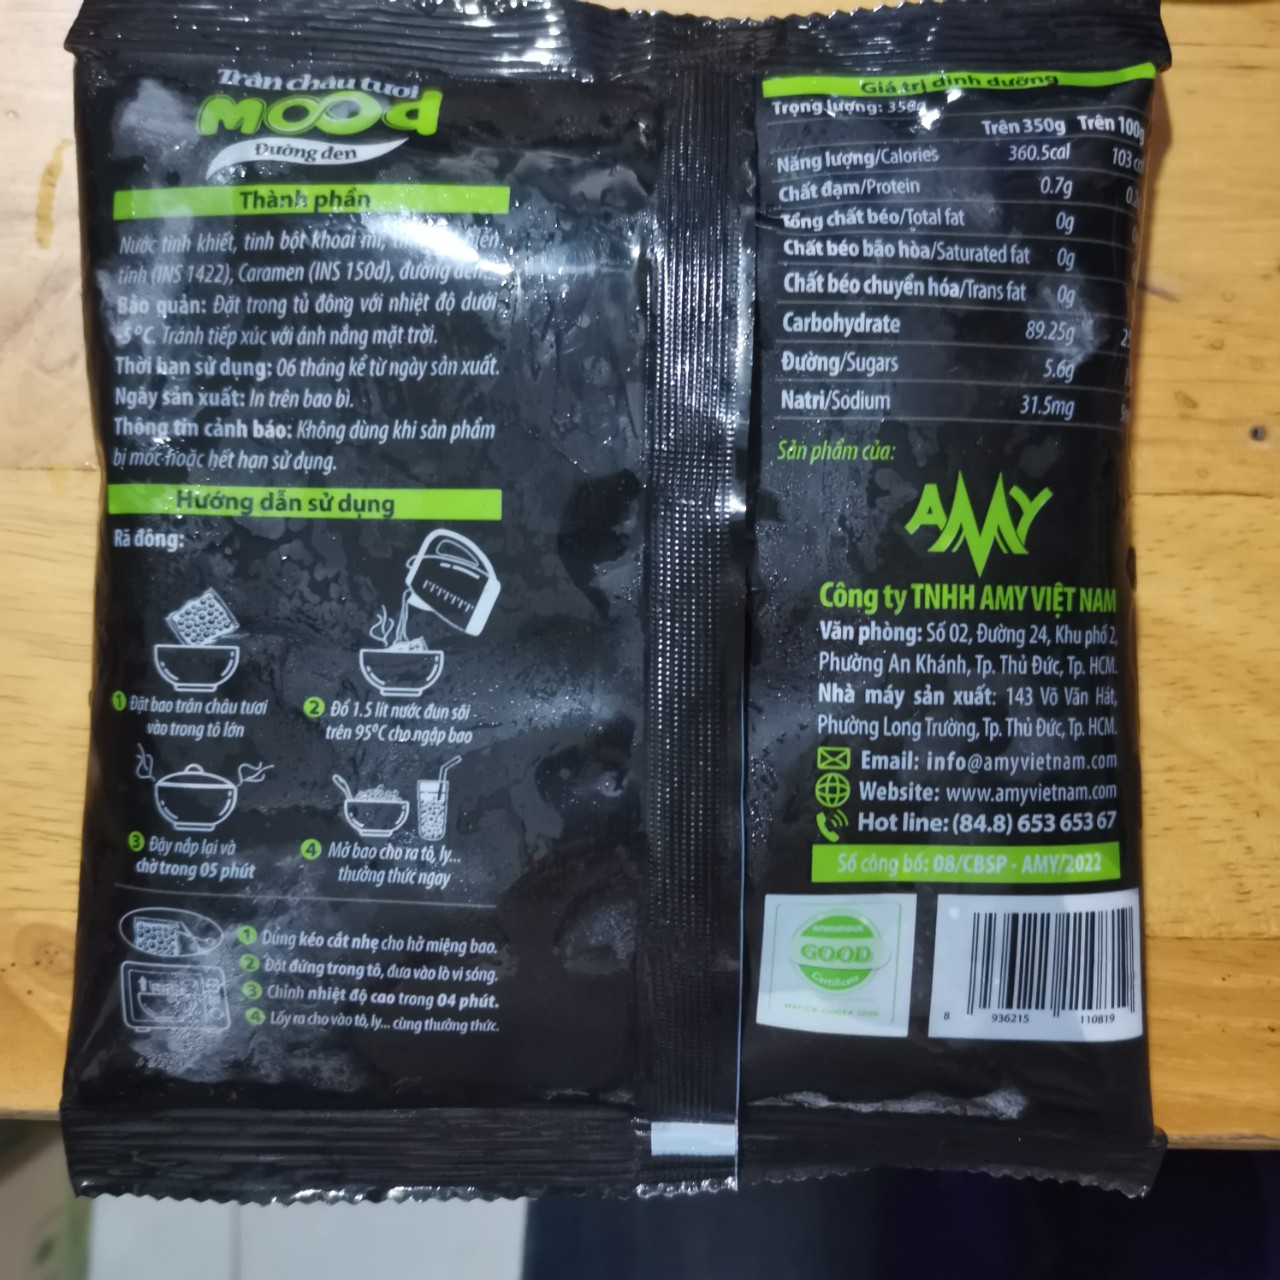 Trân châu tươi
mood
Đường đen
Thành phần
Nước tinh khiết, tinh bột khoai mì,
tính (INS 1422), Caramen (INS 150d), đường
Bảo quản: Đặt trong tủ đông với nhiệt độ dưới
-5°C. Tránh tiếp xúc với ánh nắng mặt trời.
Thời hạn sử dụng: 06 tháng kể từ ngày sản xuất.
Ngày sản xuất: In trên bao bì.
Thông tin cảnh báo: Không dùng khi sản phẩm
bị mốc hoặc hết hạn sử dụng.
Hướng dẫn sử dụng
Rã đông:
1 Đặt bao trân châu tươi
vào trong tô lớn
2 Đổ 1.5 lít nước đun sôi
trên 95°C cho ngập bao
3 Đậy nắp lại và
chờ trong 05 phút
4 Mở bao cho ra tô, ly...
thưởng thức ngay
1 Dùng kéo cắt nhẹ cho hở miệng bao.
2 Đặt đứng trong tô, đưa vào lò vi sóng.
3 Chỉnh nhiệt độ cao trong 04 phút.
4 Lấy ra cho vào tô, ly... cùng thưởng thức.
Giá trị dinh dưỡng
Trọng lượng: 350g
Trên 350g Trên 100g
Năng lượng/Calories 360.5cal 103
Chất đạm/Protein 0.7g
Tổng chất béo/Total fat 0g
Chất béo bão hòa/Saturated fat 0g
Chất béo chuyển hóa/Trans fat 0g
Carbohydrate 89.25g
Đường/Sugars 5.6g
Natri/Sodium 31.5mg
Sản phẩm của:
AMY
Công ty TNHH AMY VIỆT NAM
Văn phòng: Số 02, Đường 24, Khu phố 2,
Phường An Khánh, Tp. Thủ Đức, Tp. HCM.
Nhà máy sản xuất: 143 Võ Văn Hát,
Phường Long Trường, Tp. Thủ Đức, Tp. HCM.
Email: info@amyvietnam.com
Website: www.amyvietnam.com
Hot line: (84.8) 653 653 67
Số công bố: 08/CBSP - AMY/2022
INTERNATIONAL
GOOD
Certificate
8 936215 110819